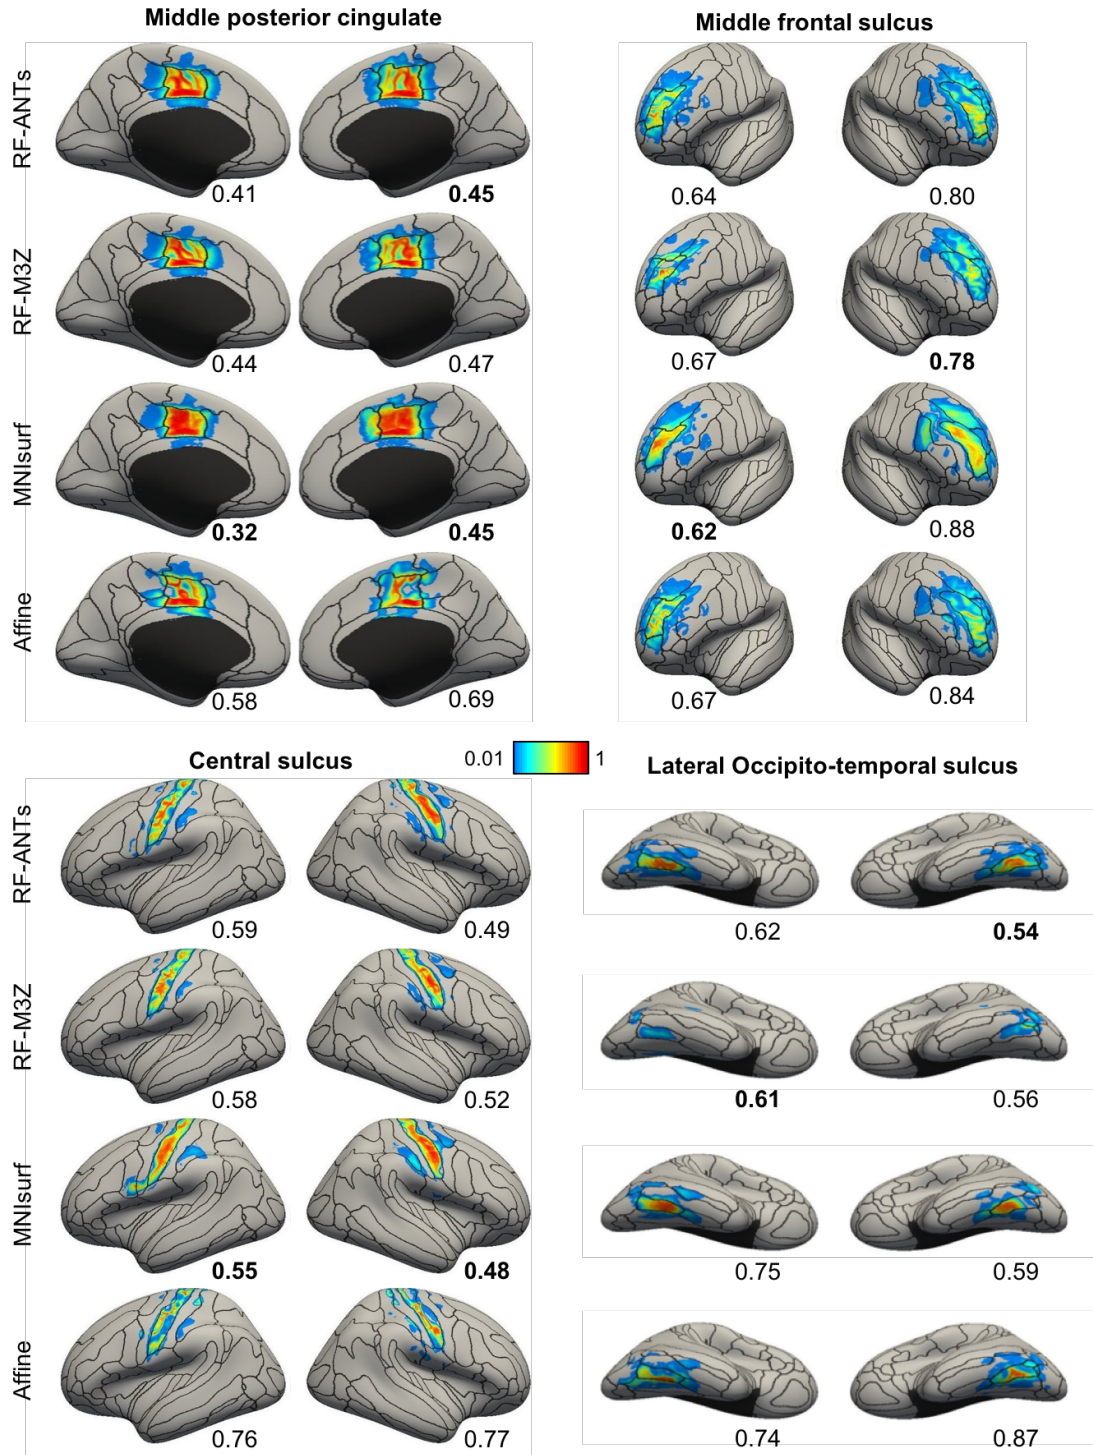 Middle posterior cingulate
Middle frontal sulcus
RF-ANTs
0.41
0.45
0.64
0.80
RF-M3Z
0.44
0.47
0.67
0.78
MNIsurf
0.32
0.45
0.62
0.88
Affine
0.58
0.69
0.67
0.84
0.01
1
Central sulcus
Lateral Occipito-temporal sulcus
RF-ANTs
0.59
0.49
0.62
0.54
RF-M3Z
0.58
0.52
0.61
0.56
MNIsurf
0.55
0.48
0.75
0.59
Affine
0.76
0.77
0.74
0.87